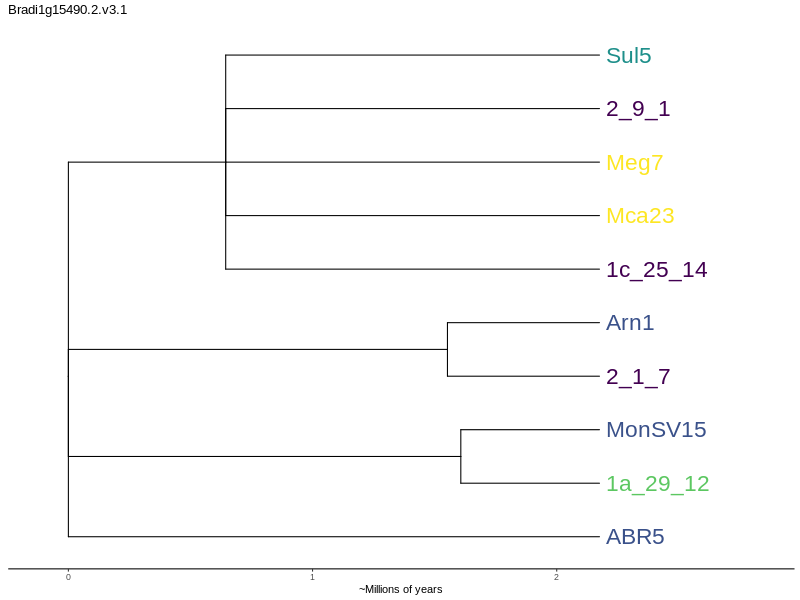 Bradi1g15490.2.v3.1
Sul5
2_9_1
Meg7
Mca23
1c_25_14
Arn1
2_1_7
MonSV15
1a_29_12
ABR5
0 1 2
~Millions of years